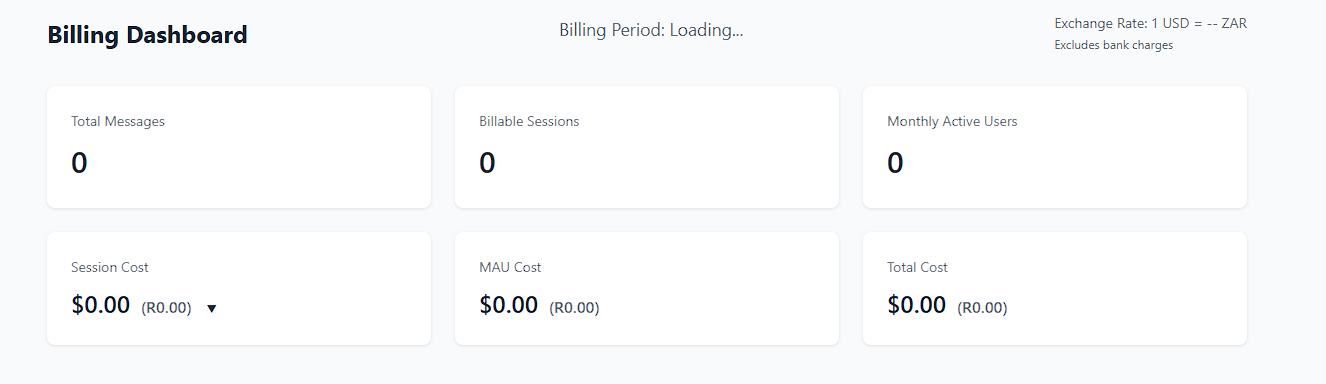 Billing Dashboard
Billing Period: Loading...
Exchange Rate: 1 USD = -- ZAR
Excludes bank charges
Total Messages
0
Billable Sessions
0
Monthly Active Users
0
Session Cost
$0.00 (R0.00) ▼
MAU Cost
$0.00 (R0.00)
Total Cost
$0.00 (R0.00)